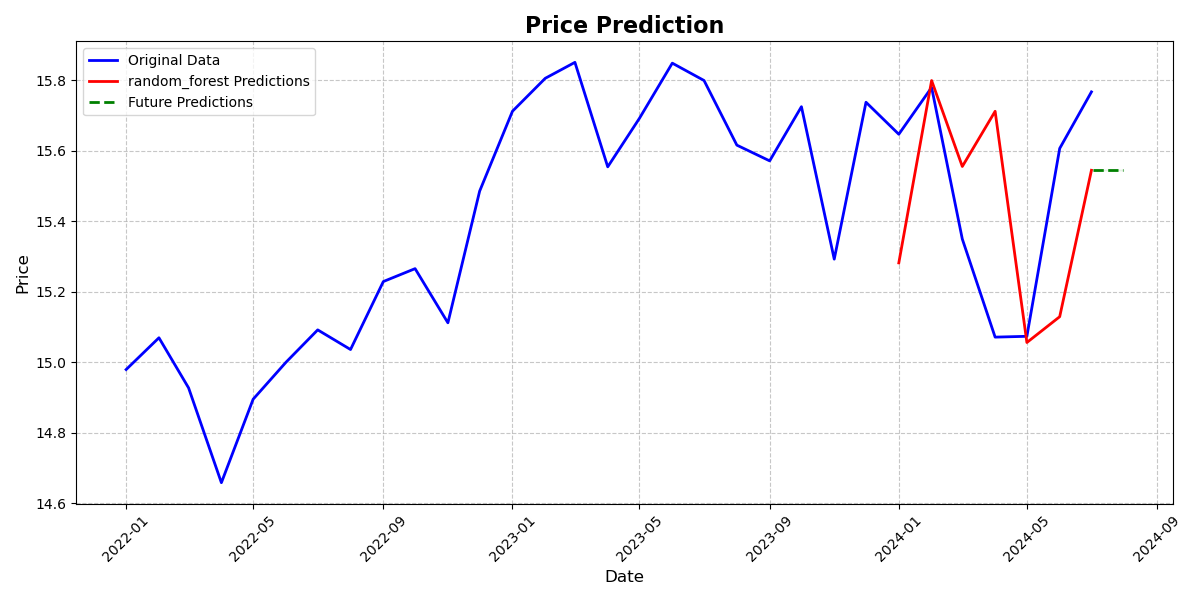 Price Prediction
Original Data
random_forest Predictions
Future Predictions
Price
15.8
15.6
15.4
15.2
15.0
14.8
14.6
2022-01
2022-05
2022-09
2023-01
2023-05
2023-09
2024-01
2024-05
2024-09
Date